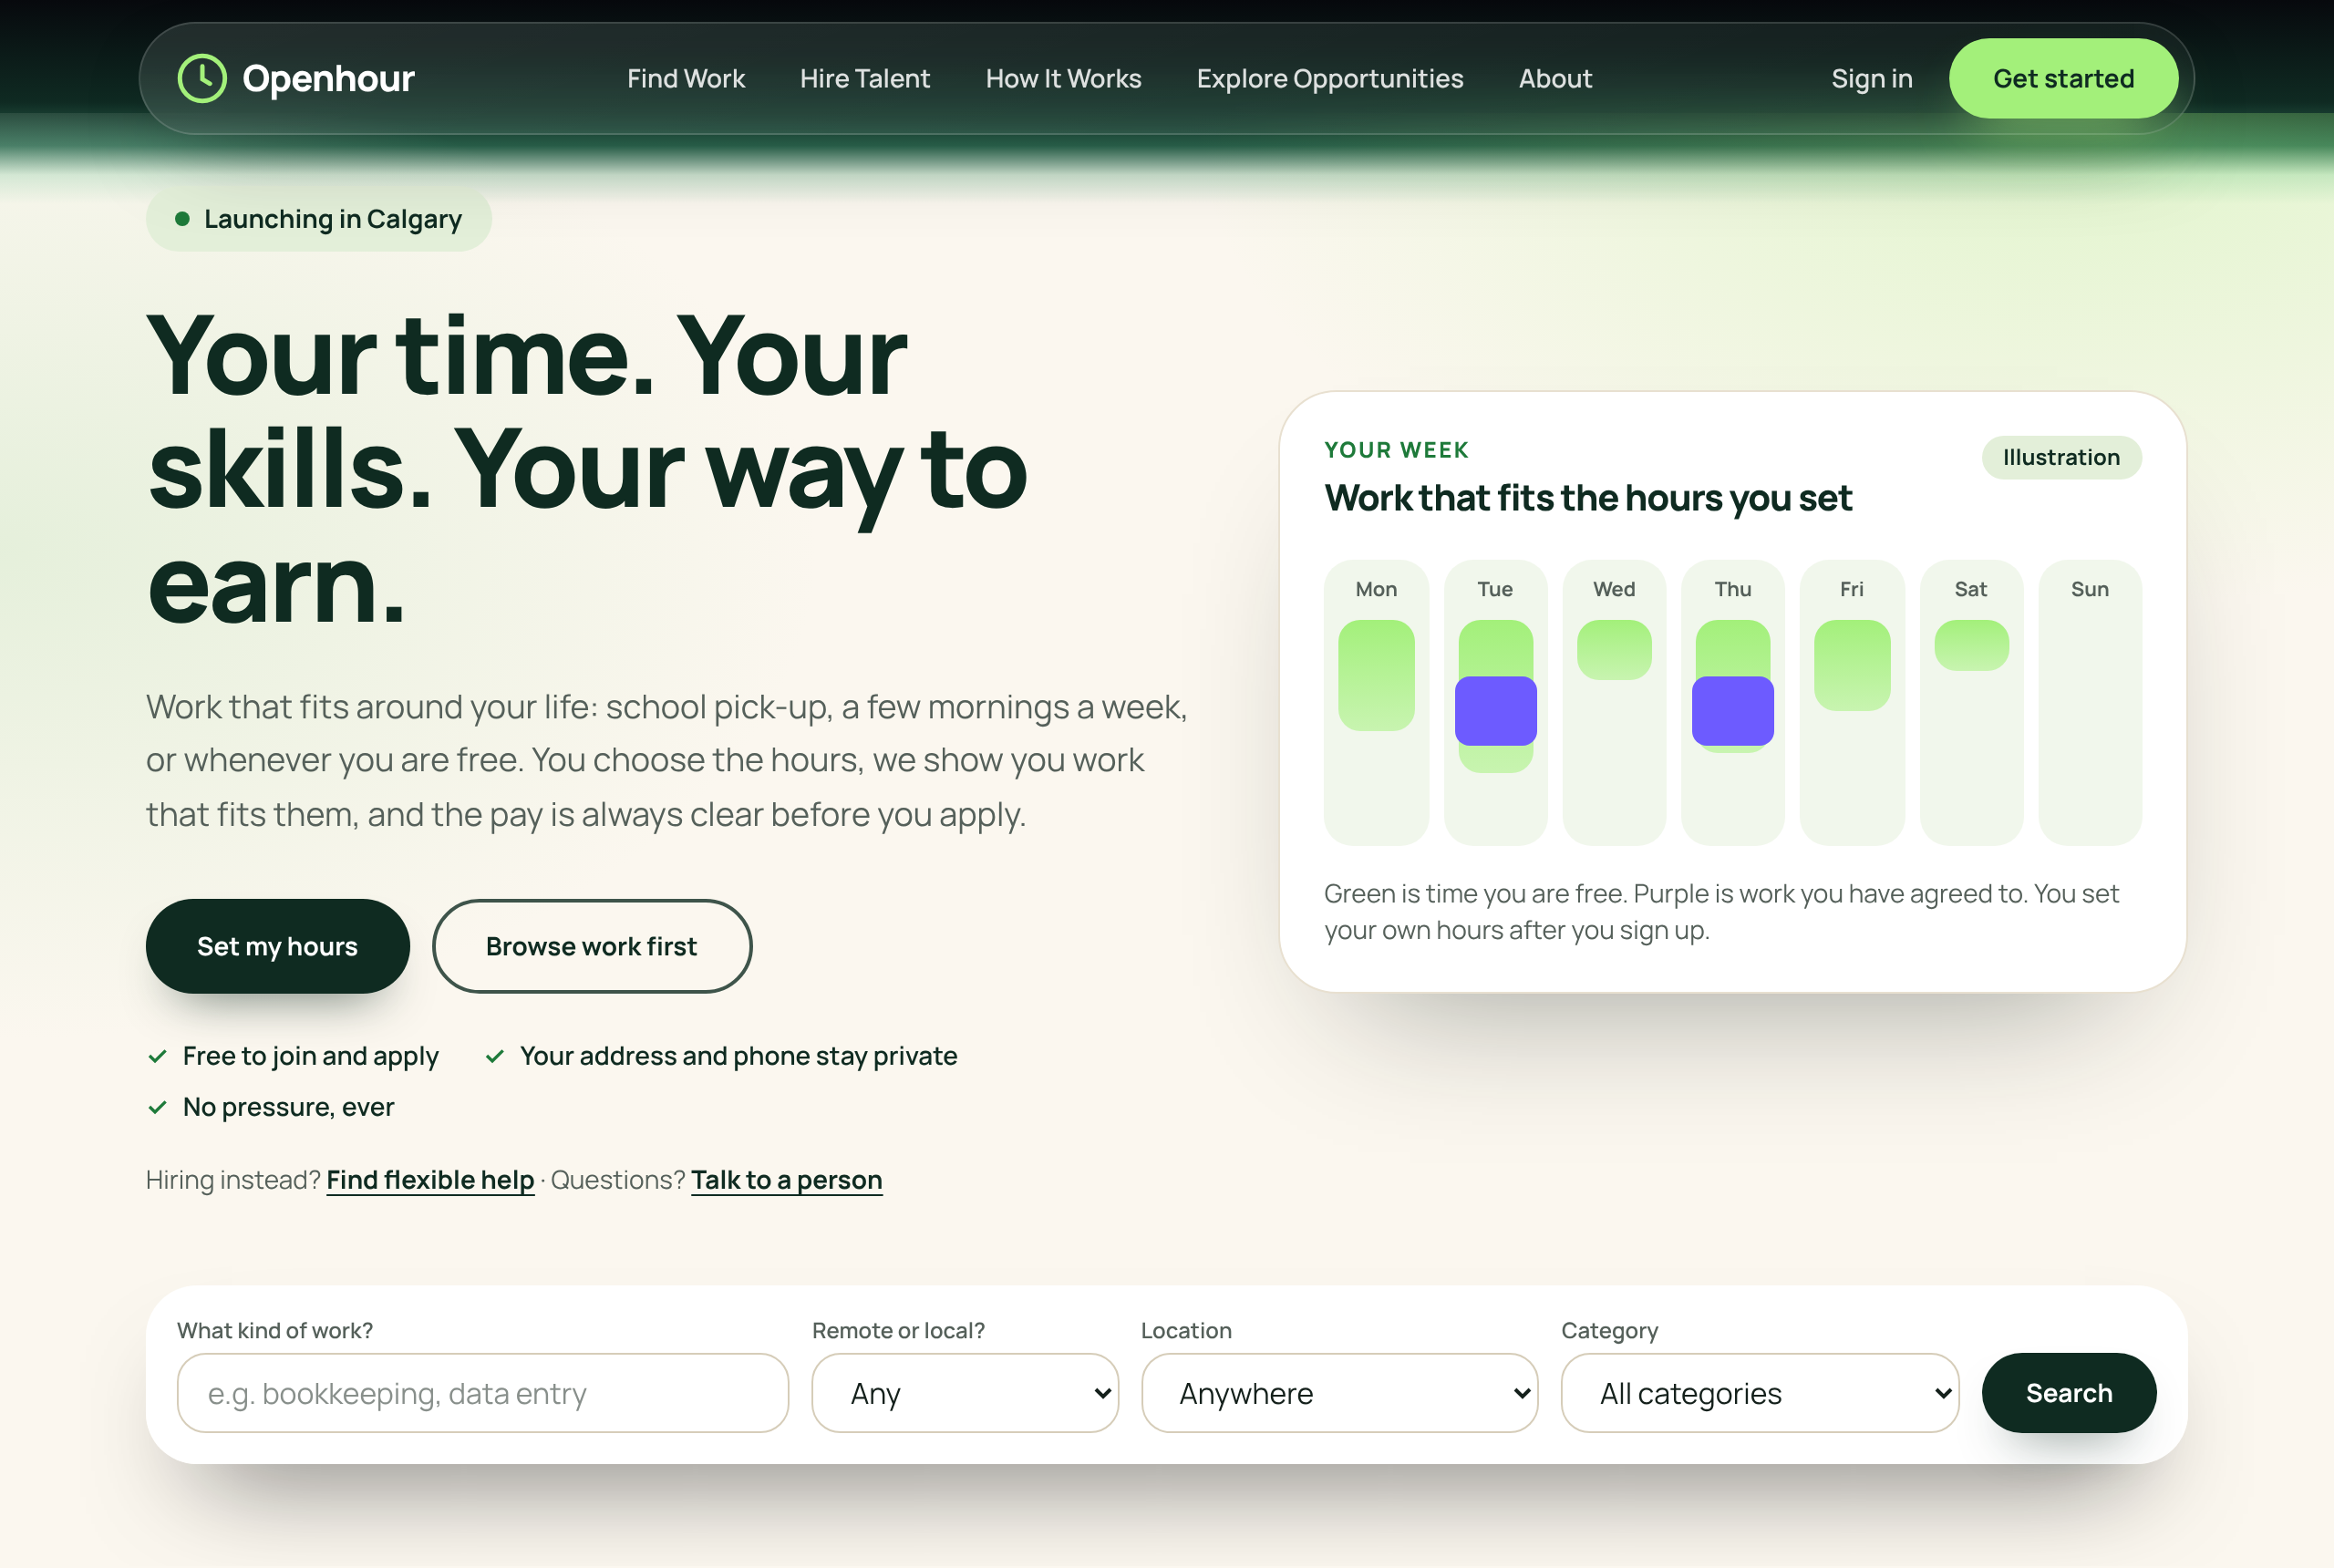 Openhour
Find Work
Hire Talent
How It Works
Explore Opportunities
About
Sign in
Get started
Launching in Calgary
Your time. Your
skills. Your way to
earn.
Work that fits around your life: school pick-up, a few mornings a week,
or whenever you are free. You choose the hours, we show you work
that fits them, and the pay is always clear before you apply.
Set my hours
Browse work first
Free to join and apply
Your address and phone stay private
No pressure, ever
Hiring instead? Find flexible help · Questions? Talk to a person
YOUR WEEK
Illustration
Work that fits the hours you set
Mon
Tue
Wed
Thu
Fri
Sat
Sun
Green is time you are free. Purple is work you have agreed to. You set
your own hours after you sign up.
What kind of work?
e.g. bookkeeping, data entry
Remote or local?
Any
Location
Anywhere
Category
All categories
Search